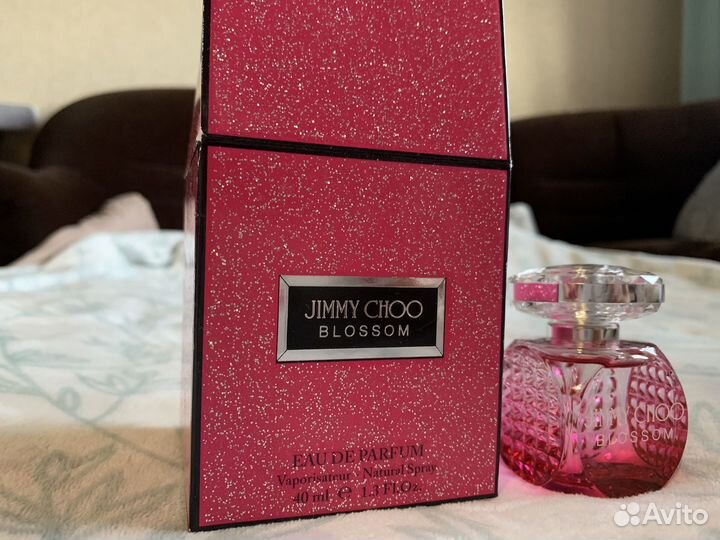 JIMMY CHOO
BLOSSOM
EAU DE PARFUM
Vaporisateur - Natural Spray
40 ml ℮ 1.3 Fl.Oz.
JIMMY CHOO
BLOSSOM
Avito